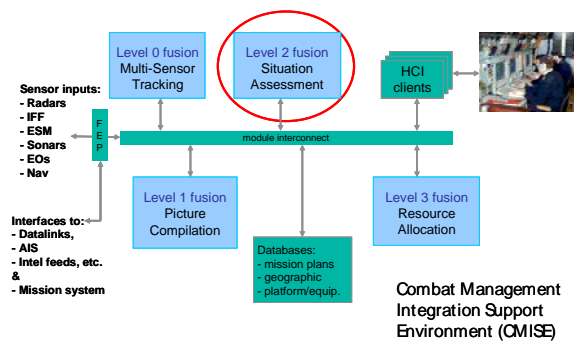 Level 0 fusion
Multi-Sensor
Tracking
Level 2 fusion
Situation
Assessment
HCI
clients
Sensor inputs:
- Radars
- IFF
- ESM
- Sonars
- EOs
- Nav
F
E
P
module interconnect
Level 1 fusion
Picture
Compilation
Level 3 fusion
Resource
Allocation
Interfaces to:
- Datalinks,
- AIS
- Intel feeds, etc.
&
- Mission system
Databases:
- mission plans
- geographic
- platform/equip.
Combat Management
Integration Support
Environment (CMISE)